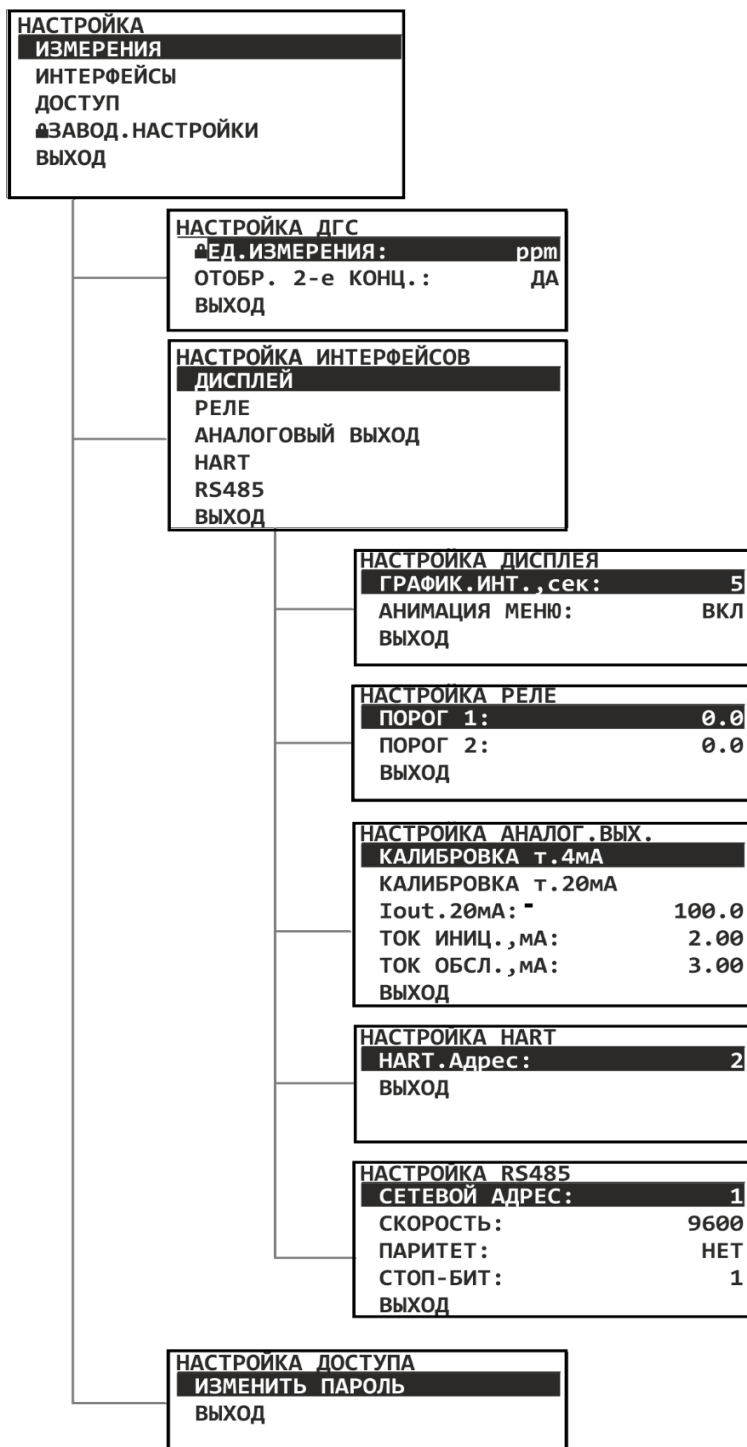 НАСТРОЙКА
ИЗМЕРЕНИЯ
ИНТЕРФЕЙСЫ
ДОСТУП
ЗАВОД.НАСТРОЙКИ
ВЫХОД
НАСТРОЙКА ДГС
ЕД.ИЗМЕРЕНИЯ: ppm
ОТОБР. 2-е КОНЦ.: ДА
ВЫХОД
НАСТРОЙКА ИНТЕРФЕЙСОВ
ДИСПЛЕЙ
РЕЛЕ
АНАЛОГОВЫЙ ВЫХОД
HART
RS485
ВЫХОД
НАСТРОЙКА ДИСПЛЕЯ
ГРАФИК.ИНТ.,сек: 5
АНИМАЦИЯ МЕНЮ: ВКЛ
ВЫХОД
НАСТРОЙКА РЕЛЕ
ПОРОГ 1: 0.0
ПОРОГ 2: 0.0
ВЫХОД
НАСТРОЙКА АНАЛОГ.ВЫХ.
КАЛИБРОВКА т.4мА
КАЛИБРОВКА т.20мА
Iout.20мА: 100.0
ТОК ИНИЦ.,мА: 2.00
ТОК ОБСЛ.,мА: 3.00
ВЫХОД
НАСТРОЙКА HART
HART.Адрес: 2
ВЫХОД
НАСТРОЙКА RS485
СЕТЕВОЙ АДРЕС: 1
СКОРОСТЬ: 9600
ПАРИТЕТ: НЕТ
СТОП-БИТ: 1
ВЫХОД
НАСТРОЙКА ДОСТУПА
ИЗМЕНИТЬ ПАРОЛЬ
ВЫХОД